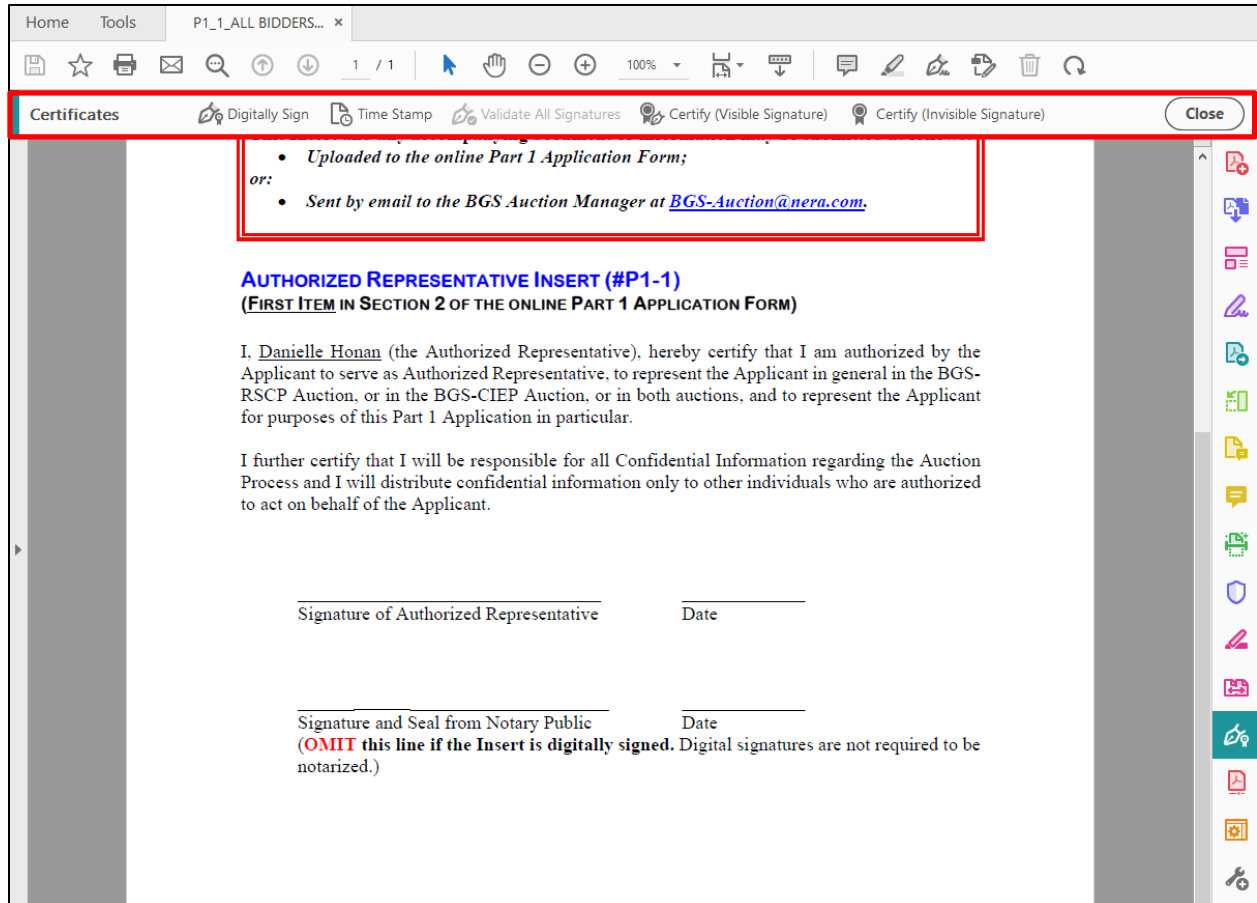 Home Tools P1_1_ALL BIDDERS... ×
1 / 1 100%
Certificates Digitally Sign Time Stamp Validate All Signatures Certify (Visible Signature) Certify (Invisible Signature) Close
• Uploaded to the online Part 1 Application Form;
or:
• Sent by email to the BGS Auction Manager at BGS-Auction@nera.com.
AUTHORIZED REPRESENTATIVE INSERT (#P1-1)
(FIRST ITEM IN SECTION 2 OF THE ONLINE PART 1 APPLICATION FORM)
I, Danielle Honan (the Authorized Representative), hereby certify that I am authorized by the
Applicant to serve as Authorized Representative, to represent the Applicant in general in the BGS-
RSCP Auction, or in the BGS-CIEP Auction, or in both auctions, and to represent the Applicant
for purposes of this Part 1 Application in particular.
I further certify that I will be responsible for all Confidential Information regarding the Auction
Process and I will distribute confidential information only to other individuals who are authorized
to act on behalf of the Applicant.
Signature of Authorized Representative Date
Signature and Seal from Notary Public Date
(OMIT this line if the Insert is digitally signed. Digital signatures are not required to be
notarized.)